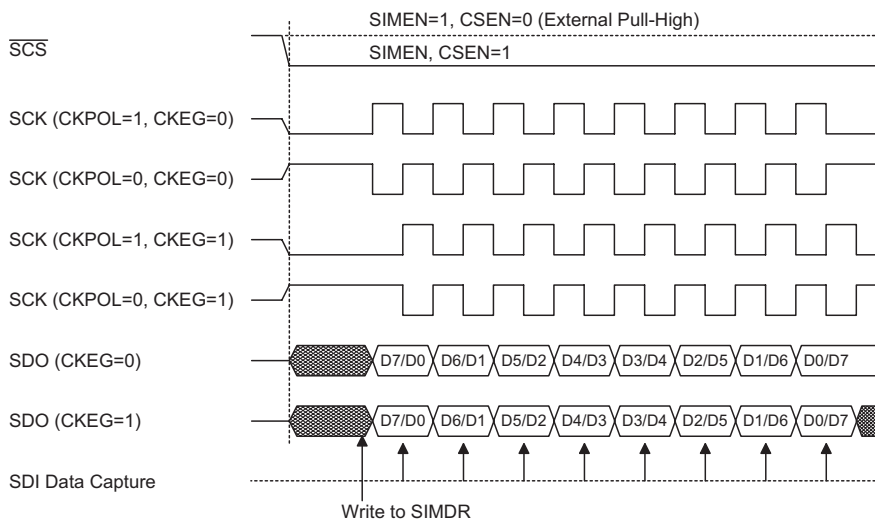 SIMEN=1, CSEN=0 (External Pull-High)
SCS
SIMEN, CSEN=1
SCK (CKPOL=1, CKEG=0)
SCK (CKPOL=0, CKEG=0)
SCK (CKPOL=1, CKEG=1)
SCK (CKPOL=0, CKEG=1)
SDO (CKEG=0) D7/D0 D6/D1 D5/D2 D4/D3 D3/D4 D2/D5 D1/D6 D0/D7
SDO (CKEG=1) D7/D0 D6/D1 D5/D2 D4/D3 D3/D4 D2/D5 D1/D6 D0/D7
SDI Data Capture
Write to SIMDR